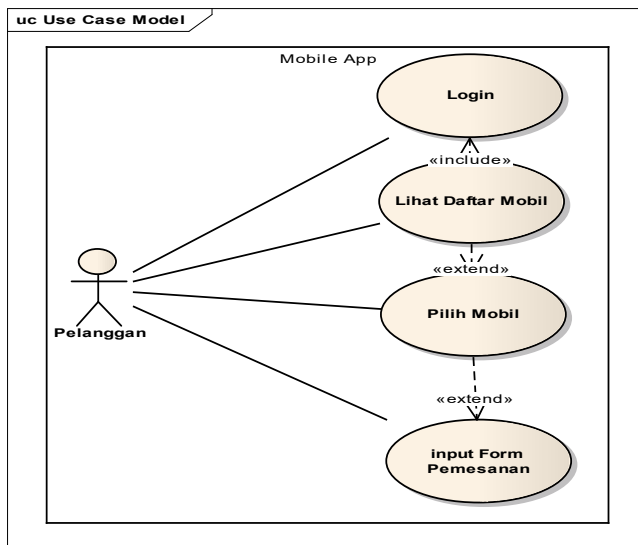 uc Use Case Model
Mobile App
Login
«include»
Lihat Daftar Mobil
«extend»
Pilih Mobil
Pelanggan
«extend»
input Form
Pemesanan